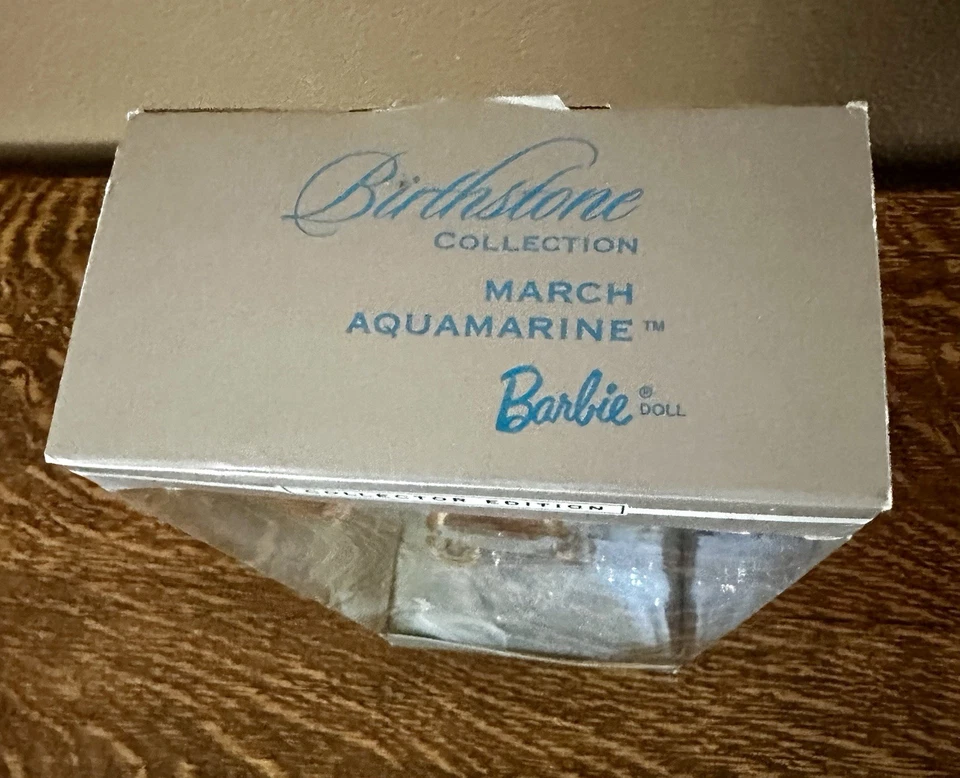 Birthstone
COLLECTION
MARCH
AQUAMARINE™
Barbie® DOLL
COLLECTOR EDITION